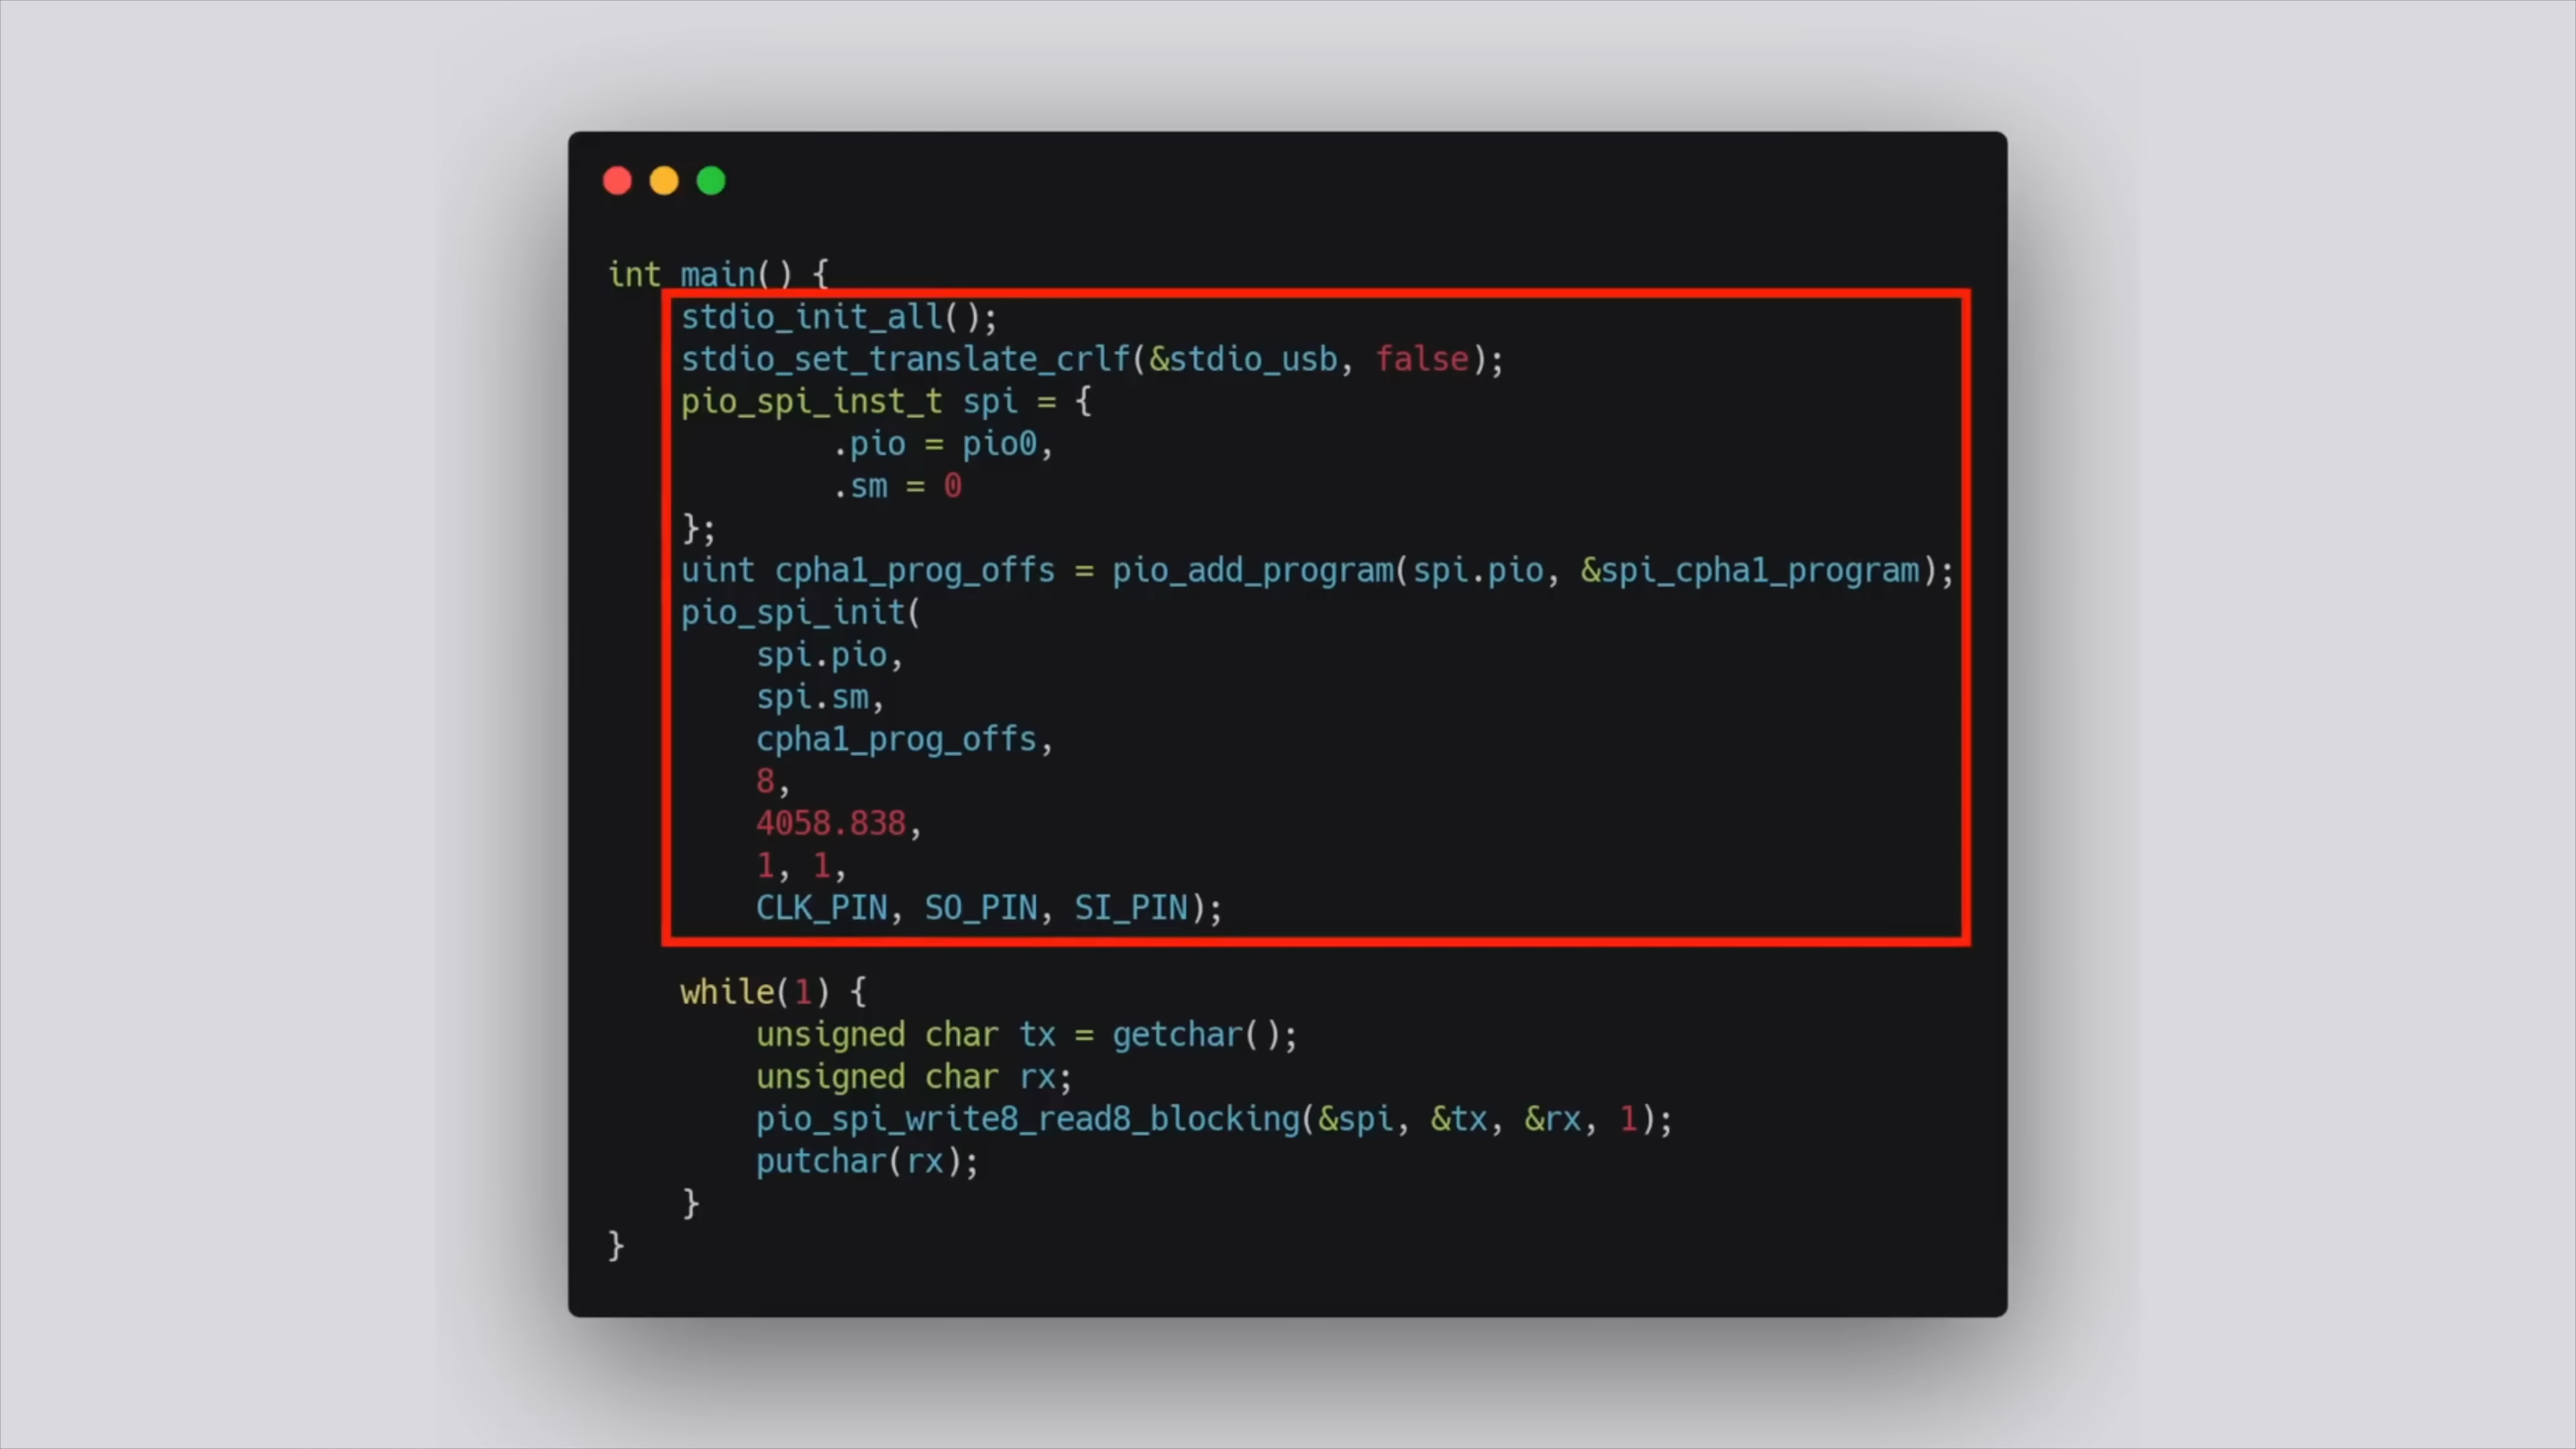 int main() {
    stdio_init_all();
    stdio_set_translate_crlf(&stdio_usb, false);
    pio_spi_inst_t spi = {
            .pio = pio0,
            .sm = 0
    };
    uint cpha1_prog_offs = pio_add_program(spi.pio, &spi_cpha1_program);
    pio_spi_init(
        spi.pio,
        spi.sm,
        cpha1_prog_offs,
        8,
        4058.838,
        1, 1,
        CLK_PIN, SO_PIN, SI_PIN);
    while(1) {
        unsigned char tx = getchar();
        unsigned char rx;
        pio_spi_write8_read8_blocking(&spi, &tx, &rx, 1);
        putchar(rx);
    }
}